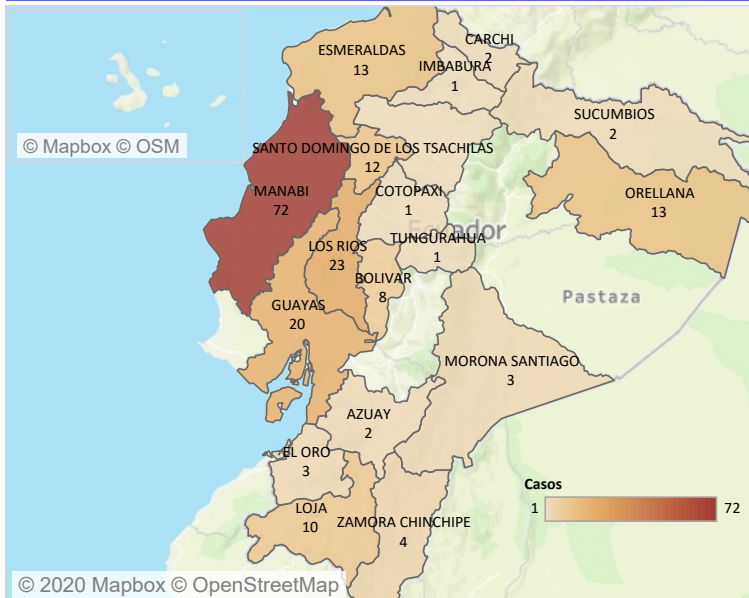 CARCHI
2
ESMERALDAS
13
IMBABURA
1
SUCUMBIOS
2
© Mapbox © OSM
SANTO DOMINGO DE LOS TSACHILAS
12
MANABI
72
COTOPAXI
1
ORELLANA
13
Ecuador
TUNGURAHUA
1
LOS RIOS
23
BOLIVAR
8
Pastaza
GUAYAS
20
MORONA SANTIAGO
3
AZUAY
2
EL ORO
3
Casos
1 72
LOJA
10
ZAMORA CHINCHIPE
4
© 2020 Mapbox © OpenStreetMap